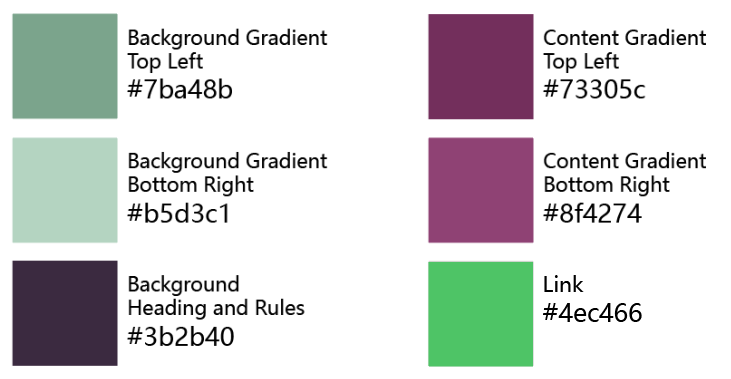 Background Gradient
Top Left
#7ba48b
Content Gradient
Top Left
#73305c
Background Gradient
Bottom Right
#b5d3c1
Content Gradient
Bottom Right
#8f4274
Background
Heading and Rules
#3b2b40
Link
#4ec466